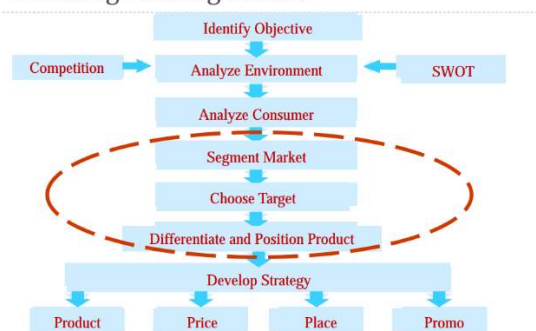 Identify Objective
Competition
Analyze Environment
SWOT
Analyze Consumer
Segment Market
Choose Target
Differentiate and Position Product
Develop Strategy
Product
Price
Place
Promo